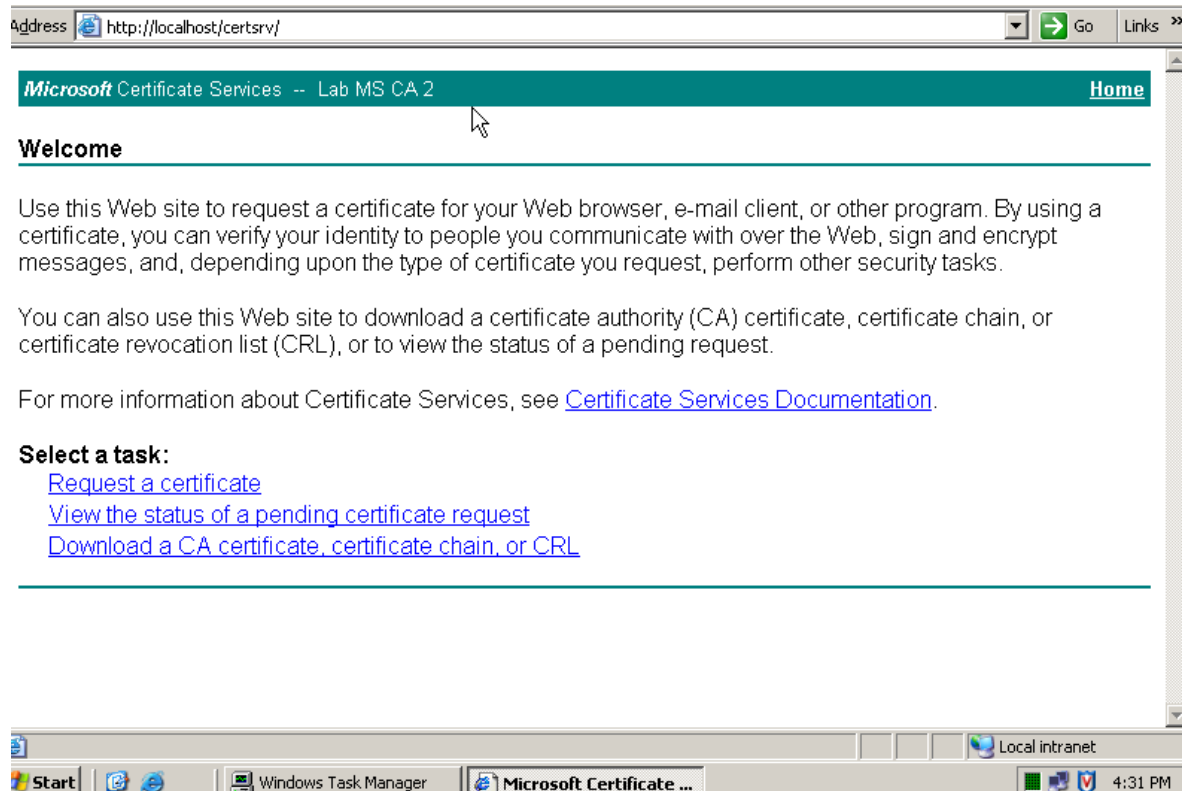 Address http://localhost/certsrv/ Go Links »
Microsoft Certificate Services -- Lab MS CA 2 Home
Welcome
Use this Web site to request a certificate for your Web browser, e-mail client, or other program. By using a
certificate, you can verify your identity to people you communicate with over the Web, sign and encrypt
messages, and, depending upon the type of certificate you request, perform other security tasks.
You can also use this Web site to download a certificate authority (CA) certificate, certificate chain, or
certificate revocation list (CRL), or to view the status of a pending request.
For more information about Certificate Services, see Certificate Services Documentation.
Select a task:
Request a certificate
View the status of a pending certificate request
Download a CA certificate, certificate chain, or CRL
Local intranet
Start Windows Task Manager Microsoft Certificate ... 4:31 PM